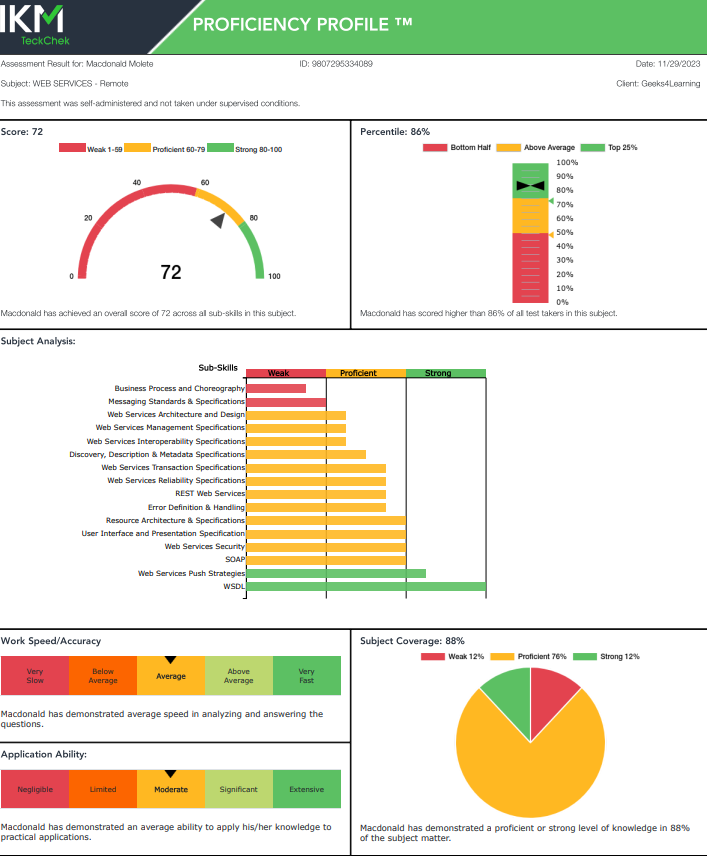 IKM
TeckChek
PROFICIENCY PROFILE ™
Assessment Result for: Macdonald Molete ID: 9807295334089 Date: 11/29/2023
Subject: WEB SERVICES - Remote Client: Geeks4Learning
This assessment was self-administered and not taken under supervised conditions.
Score: 72
Weak 1-59 Proficient 60-79 Strong 80-100
0
20
40
60
80
100
72
Macdonald has achieved an overall score of 72 across all sub-skills in this subject.
Percentile: 86%
Bottom Half Above Average Top 25%
100%
90%
80%
70%
60%
50%
40%
30%
20%
10%
0%
Macdonald has scored higher than 86% of all test takers in this subject.
Subject Analysis:
Sub-Skills Weak Proficient Strong
Business Process and Choreography
Messaging Standards & Specifications
Web Services Architecture and Design
Web Services Management Specifications
Web Services Interoperability Specifications
Discovery, Description & Metadata Specifications
Web Services Transaction Specifications
Web Services Reliability Specifications
REST Web Services
Error Definition & Handling
Resource Architecture & Specifications
User Interface and Presentation Specification
Web Services Security
SOAP
Web Services Push Strategies
WSDL
Work Speed/Accuracy
Very Slow
Below Average
Average
Above Average
Very Fast
Macdonald has demonstrated average speed in analyzing and answering the
questions.
Application Ability:
Negligible Limited Moderate Significant Extensive
Macdonald has demonstrated an average ability to apply his/her knowledge to
practical applications.
Subject Coverage: 88%
Weak 12% Proficient 76% Strong 12%
Macdonald has demonstrated a proficient or strong level of knowledge in 88%
of the subject matter.